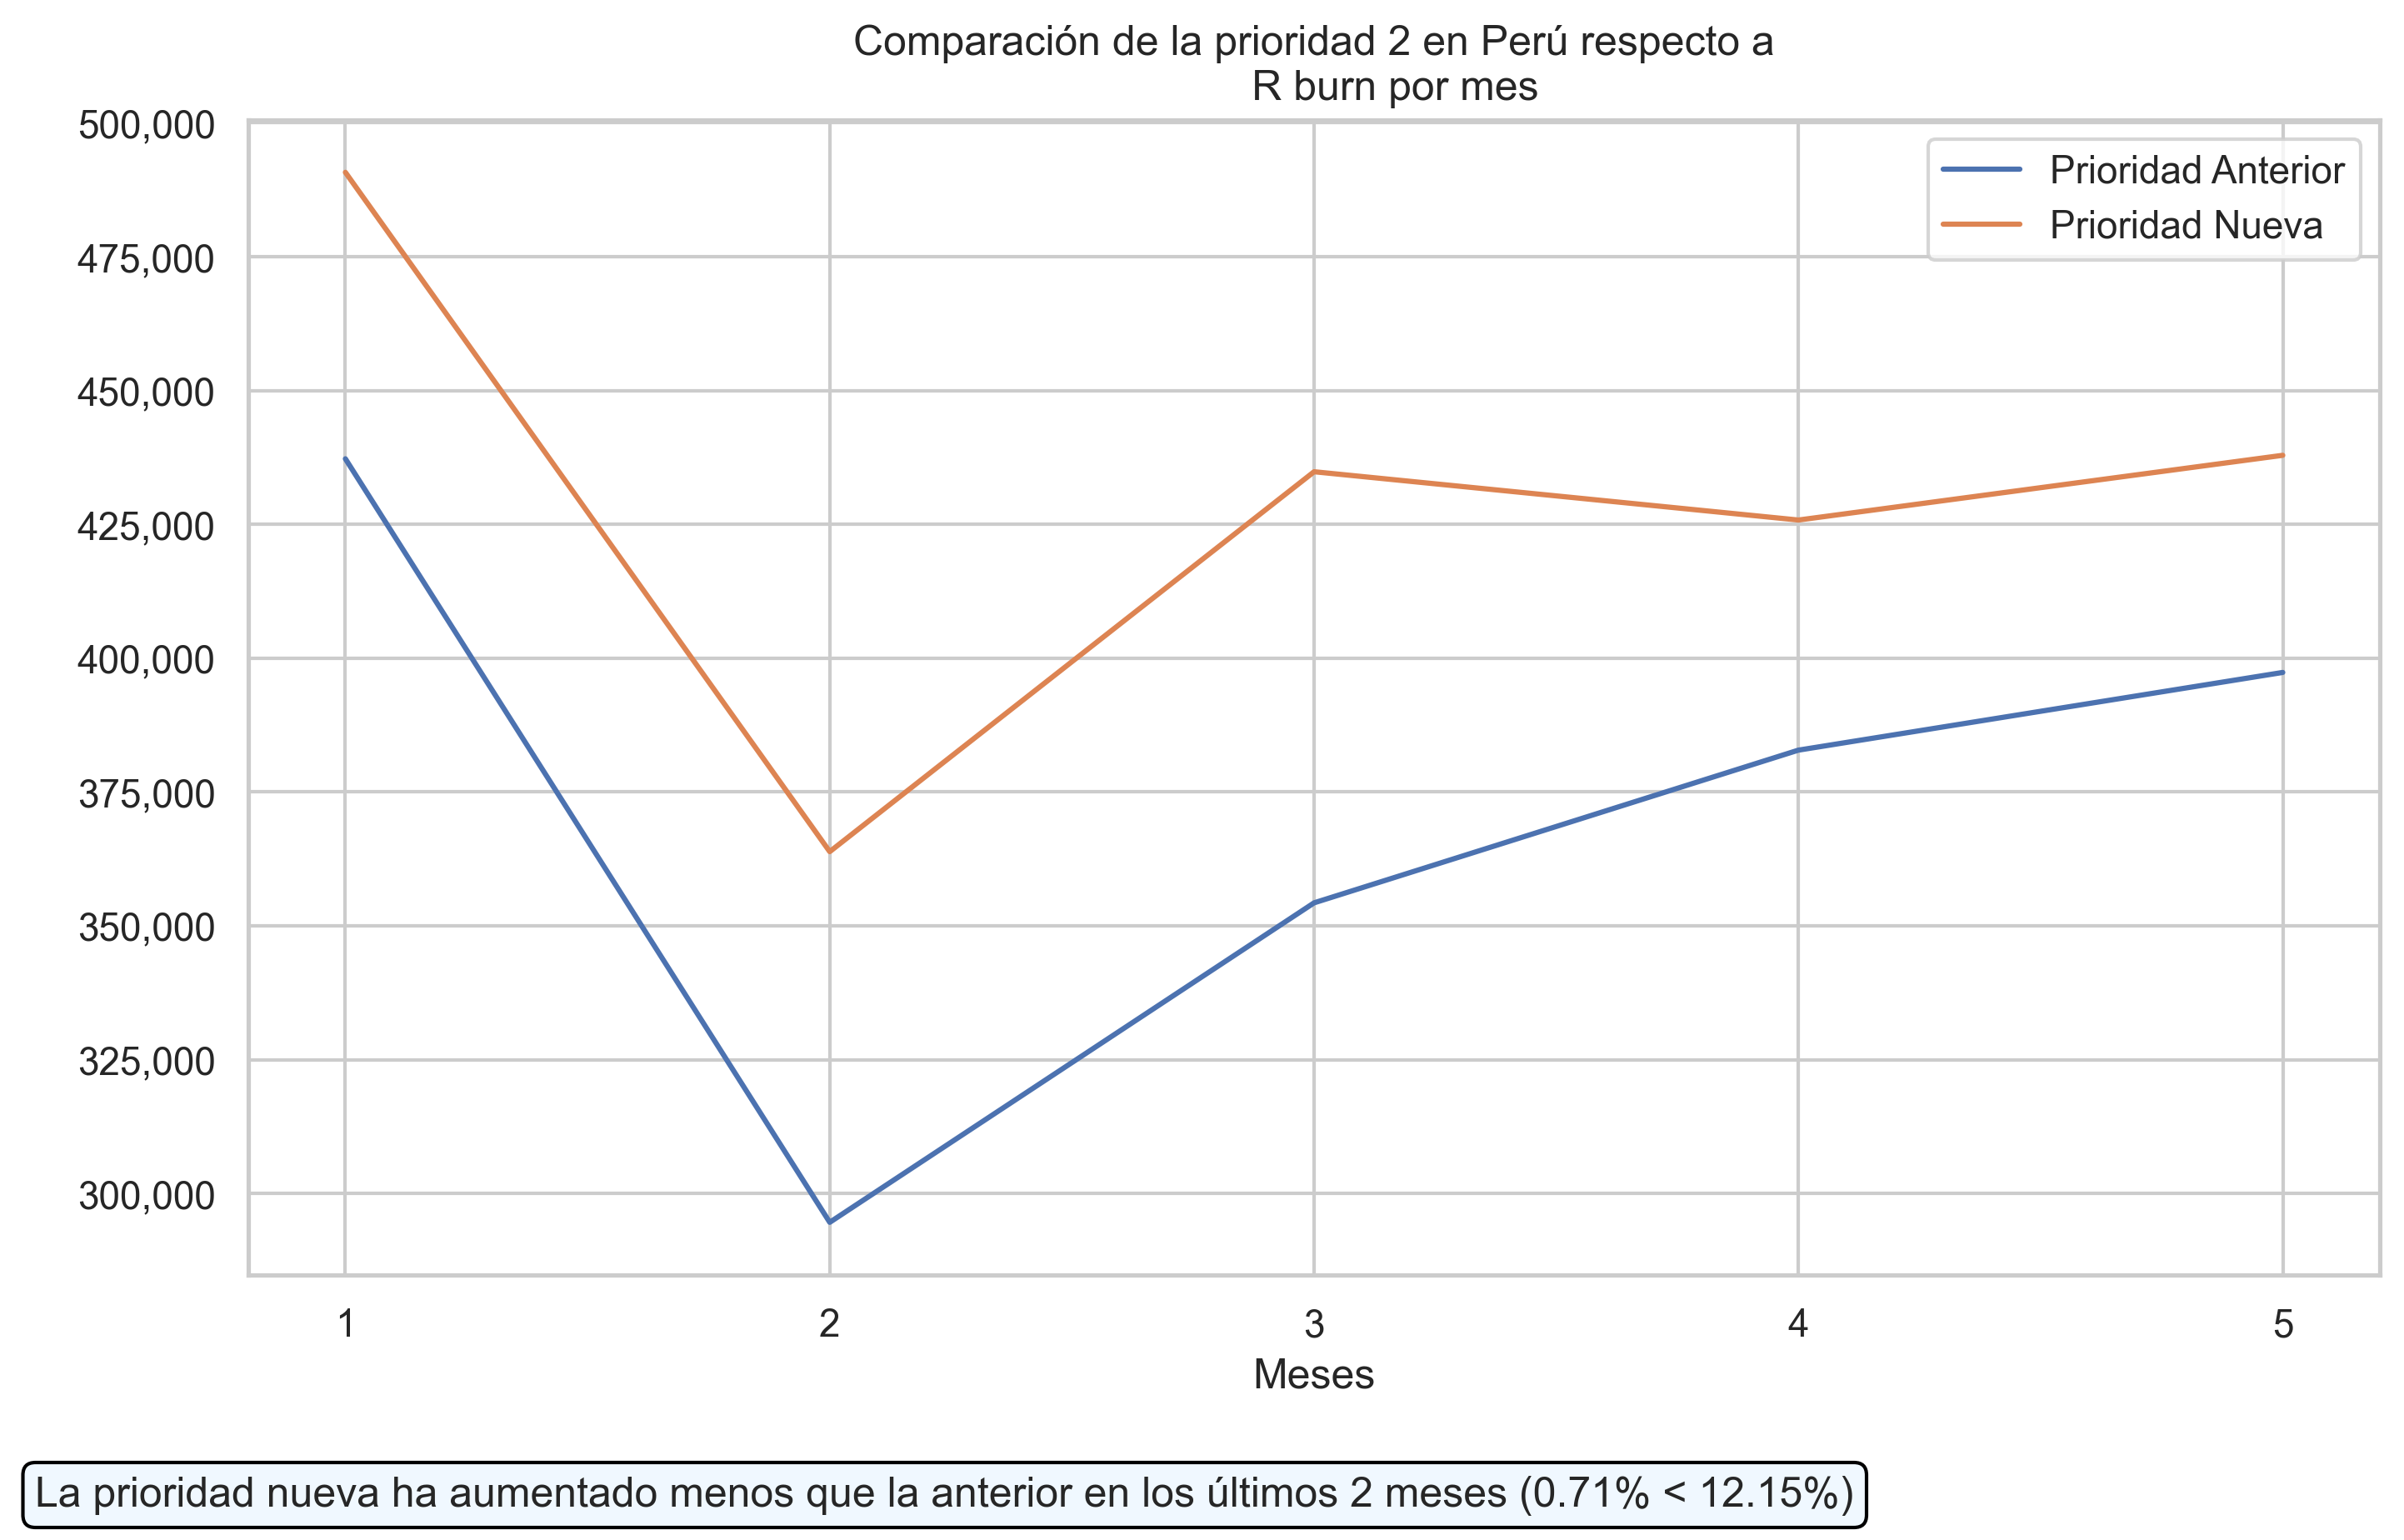 Comparación de la prioridad 2 en Perú respecto a
R burn por mes
500,000
475,000
450,000
425,000
400,000
375,000
350,000
325,000
300,000
Prioridad Anterior
Prioridad Nueva
1 2 3 4 5
Meses
La prioridad nueva ha aumentado menos que la anterior en los últimos 2 meses (0.71% < 12.15%)